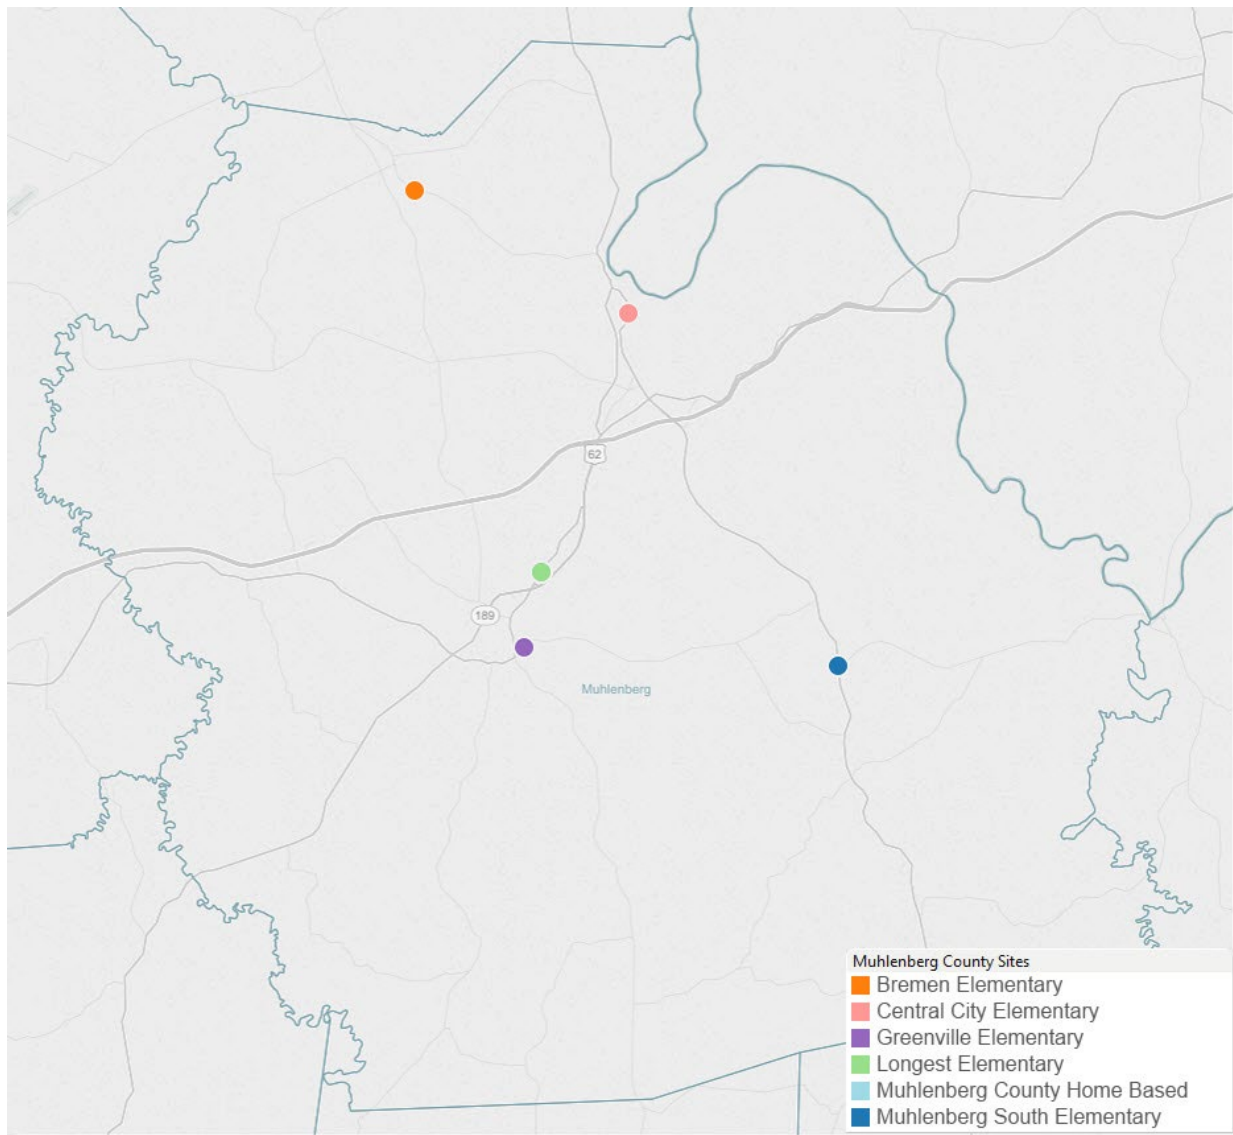 62
189
Muhlenberg
Muhlenberg County Sites
Bremen Elementary
Central City Elementary
Greenville Elementary
Longest Elementary
Muhlenberg County Home Based
Muhlenberg South Elementary